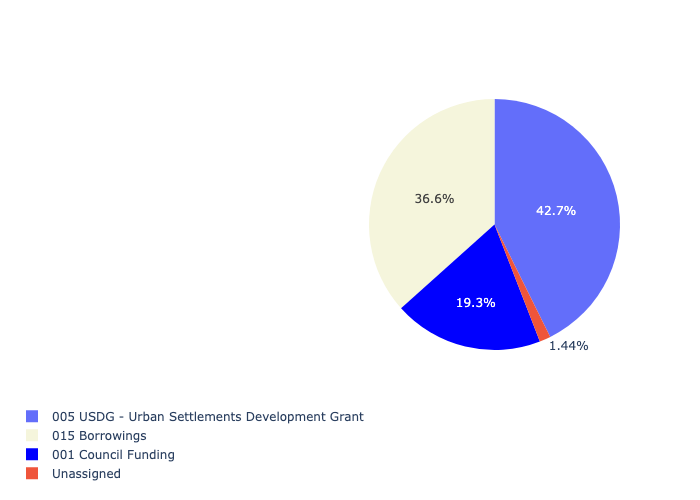 36.6%
42.7%
19.3%
1.44%
005 USDG - Urban Settlements Development Grant
015 Borrowings
001 Council Funding
Unassigned